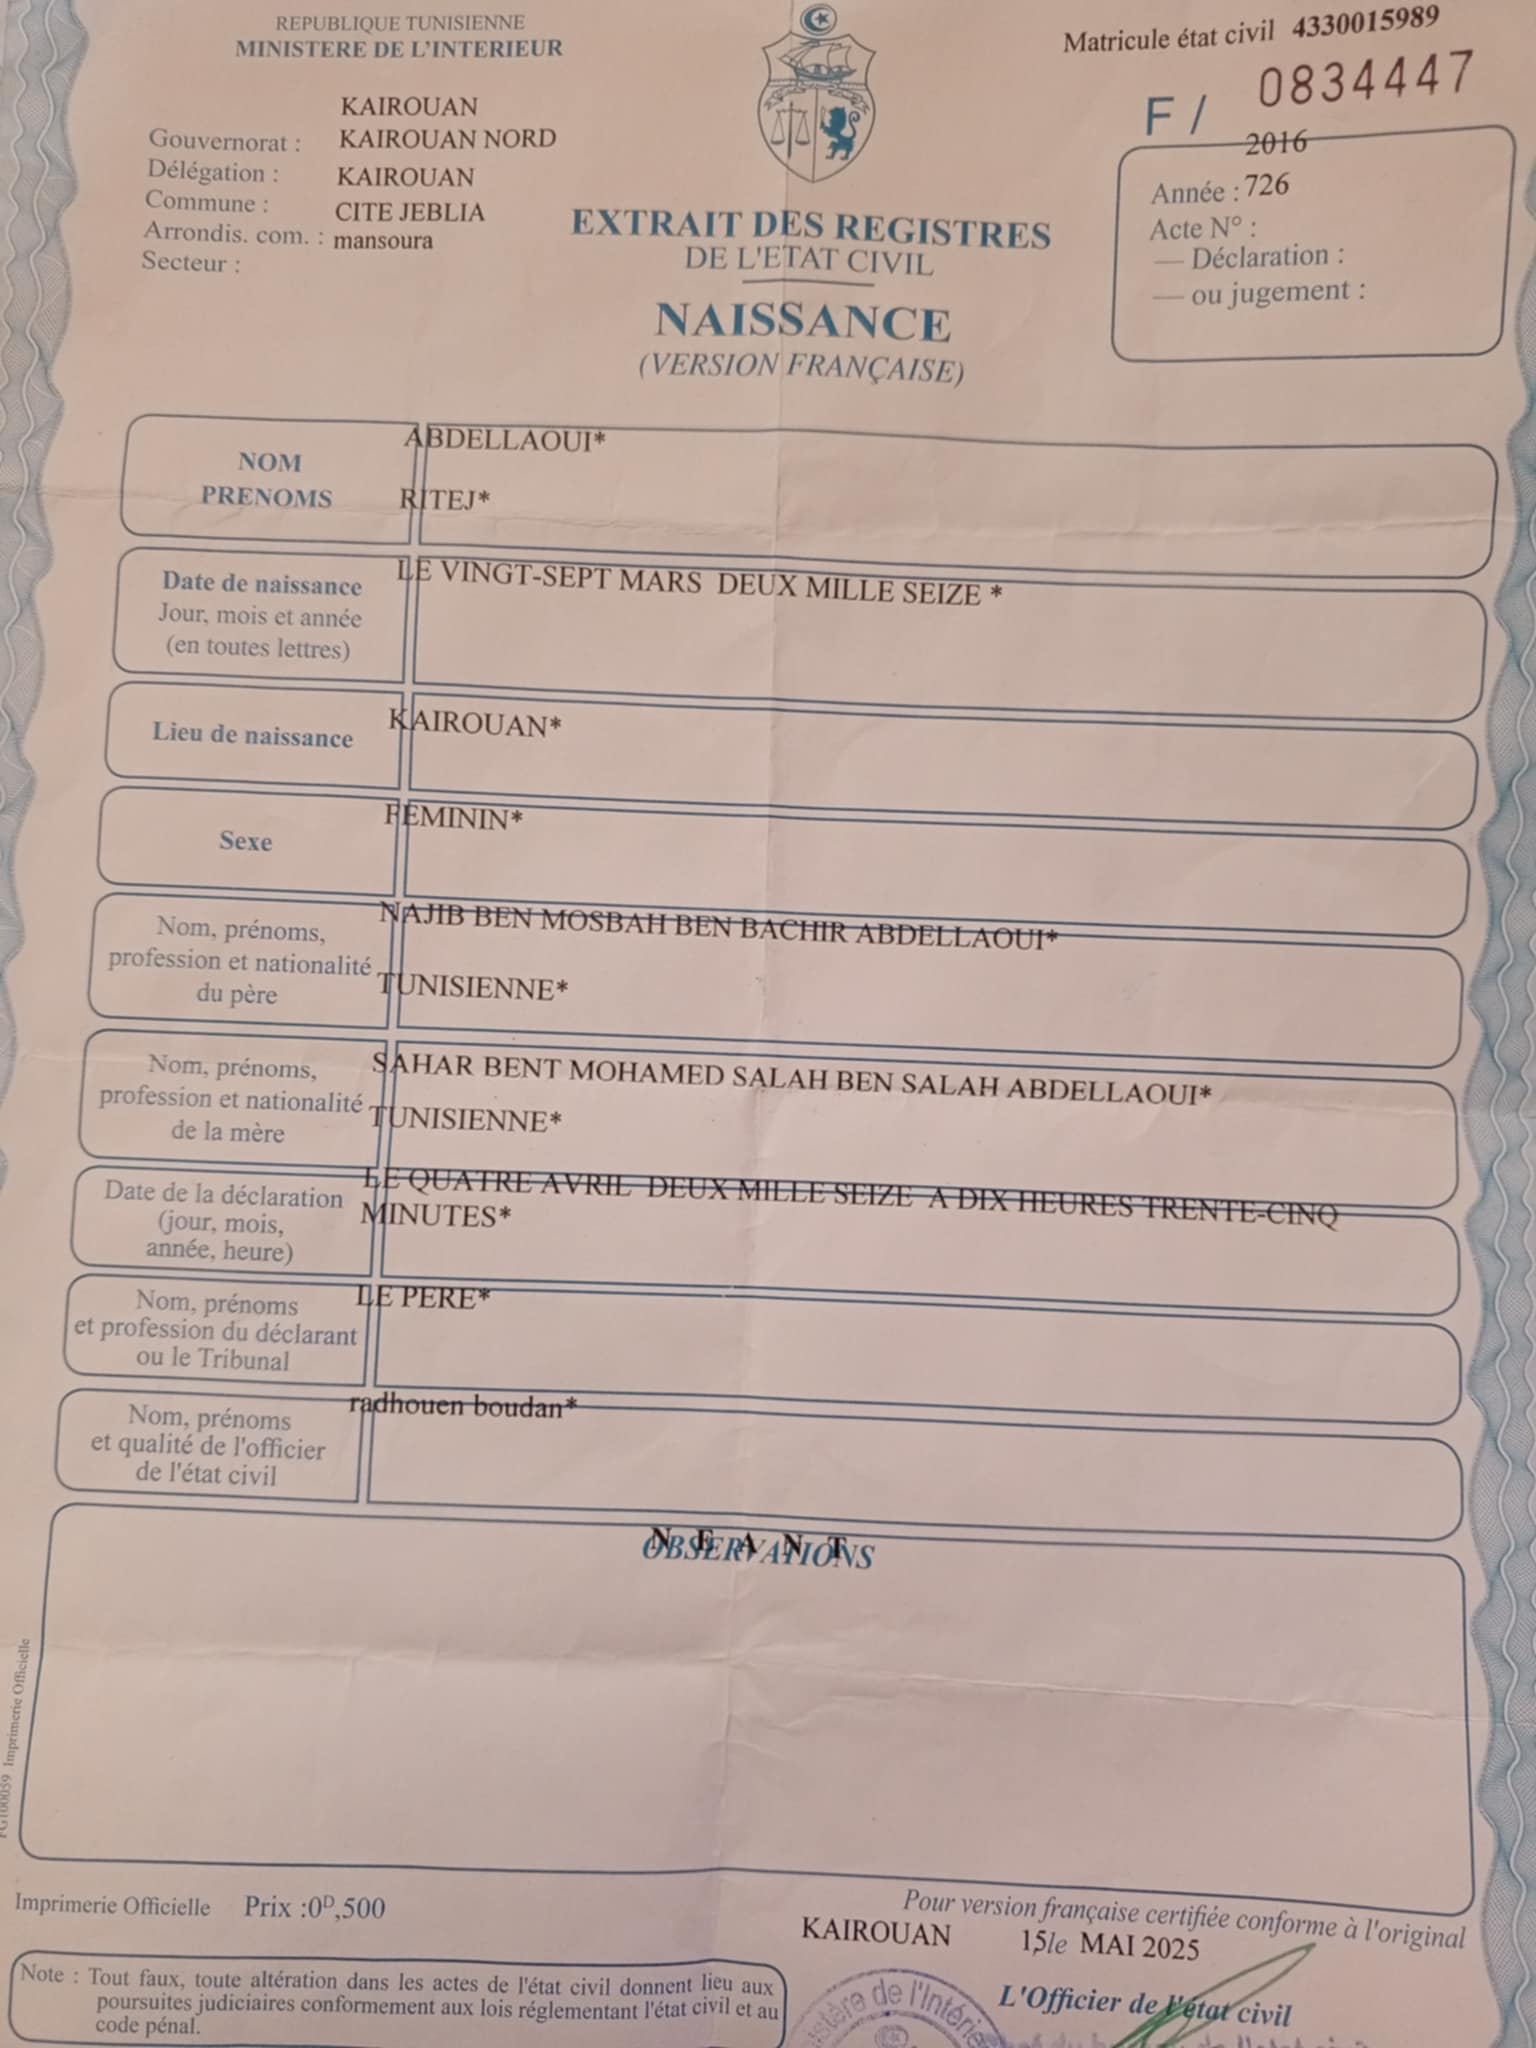 REPUBLIQUE TUNISIENNE
MINISTERE DE L'INTERIEUR
Matricule état civil 4330015989
F / 0834447
KAIROUAN
Gouvernorat : KAIROUAN NORD
Délégation : KAIROUAN
Commune : CITE JEBLIA
Arrondis. com. : mansoura
Secteur :
2016
Année : 726
Acte N° :
— Déclaration :
— ou jugement :
EXTRAIT DES REGISTRES
DE L'ETAT CIVIL
NAISSANCE
(VERSION FRANÇAISE)
NOM ABDELLAOUI*
PRENOMS RITEJ*
Date de naissance LE VINGT-SEPT MARS DEUX MILLE SEIZE *
Jour, mois et année
(en toutes lettres)
Lieu de naissance KAIROUAN*
Sexe FEMININ*
Nom, prénoms, NAJIB BEN MOSBAH BEN BACHIR ABDELLAOUI*
profession et nationalité TUNISIENNE*
du père
Nom, prénoms, SAHAR BENT MOHAMED SALAH BEN SALAH ABDELLAOUI*
profession et nationalité TUNISIENNE*
de la mère
Date de la déclaration LE QUATRE AVRIL DEUX MILLE SEIZE A DIX HEURES TRENTE-CINQ
(jour, mois, MINUTES*
année, heure)
Nom, prénoms LE PERE*
et profession du déclarant
ou le Tribunal
Nom, prénoms radhouen boudan*
et qualité de l'officier
de l'état civil
N E A N T
OBSERVATIONS
Imprimerie Officielle
Imprimerie Officielle Prix :0D,500
Pour version française certifiée conforme à l'original
KAIROUAN 15 le MAI 2025
L'Officier de l'état civil
Note : Tout faux, toute altération dans les actes de l'état civil donnent lieu aux
poursuites judiciaires conformement aux lois réglementant l'état civil et au
code pénal.